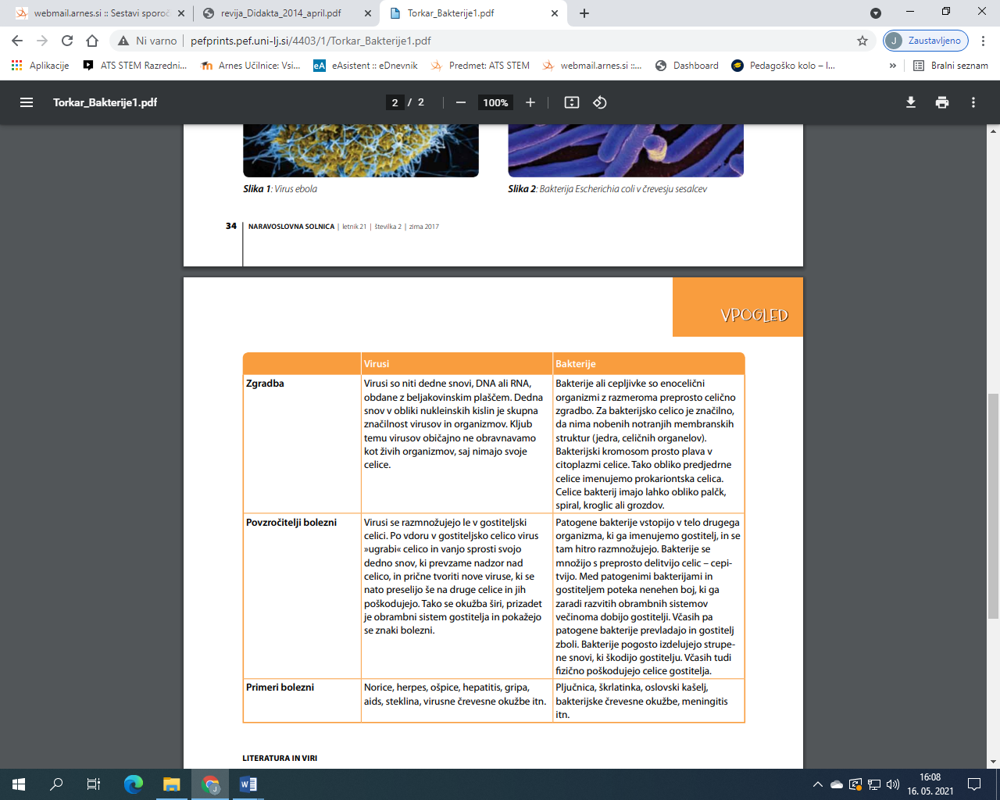 webmail.arnes.si :: Sestavi sporoč
revija_Didakta_2014_april.pdf
Torkar_Bakterije1.pdf
Ni varno
pefprints.pef.uni-lj.si/4403/1/Torkar_Bakterije1.pdf
J
Zaustavljeno
Aplikacije
ATS STEM Razredni...
Arnes Učilnice: Vsi...
eA
eAsistent :: eDnevnik
Predmet: ATS STEM
webmail.arnes.si ::...
Dashboard
Pedagoško kolo – I...
»
Bralni seznam
Torkar_Bakterije1.pdf
2 / 2
100%
Slika 1: Virus ebola
Slika 2: Bakterija Escherichia coli v črevesju sesalcev
34
NARAVOSLOVNA SOLNICA | letnik 21 | številka 2 | zima 2017
VPOGLED
Virusi
Bakterije
Zgradba
Virusi so niti dedne snovi, DNA ali RNA,
obdane z beljakovinskim plaščem. Dedna
snov v obliki nukleinskih kislin je skupna
značilnost virusov in organizmov. Kljub
temu virusov običajno ne obravnavamo
kot živih organizmov, saj nimajo svoje
celice.
Bakterije ali cepljivke so enocelični
organizmi z razmeroma preprosto celično
zgradbo. Za bakterijsko celico je značilno,
da nima nobenih notranjih membranskih
struktur (jedra, celičnih organelov).
Bakterijski kromosom prosto plava v
citoplazmi celice. Tako obliko predjedrne
celice imenujemo prokariontska celica.
Celice bakterij imajo lahko obliko palčk,
spiral, kroglic ali grozdov.
Povzročitelji bolezni
Virusi se razmnožujejo le v gostiteljski
celici. Po vdoru v gostiteljsko celico virus
»ugrabi« celico in vanjo sprosti svojo
dedno snov, ki prevzame nadzor nad
celico, in prične tvoriti nove viruse, ki se
nato preselijo še na druge celice in jih
poškodujejo. Tako se okužba širi, prizadet
je obrambni sistem gostitelja in pokažejo
se znaki bolezni.
Patogene bakterije vstopijo v telo drugega
organizma, ki ga imenujemo gostitelj, in se
tam hitro razmnožujejo. Bakterije se
množijo s preprosto delitvijo celic – cepi-
tvijo. Med patogenimi bakterijami in
gostiteljem poteka nenehen boj, ki ga
zaradi razvitih obrambnih sistemov
večinoma dobijo gostitelji. Včasih pa
patogene bakterije prevladajo in gostitelj
zboli. Bakterije pogosto izdelujejo strupe-
ne snovi, ki škodijo gostitelju. Včasih tudi
fizično poškodujejo celice gostitelja.
Primeri bolezni
Norice, herpes, ošpice, hepatitis, gripa,
aids, steklina, virusne črevesne okužbe itn.
Pljučnica, škrlatinka, oslovski kašelj,
bakterijske črevesne okužbe, meningitis
itn.
LITERATURA IN VIRI
16:08
16. 05. 2021